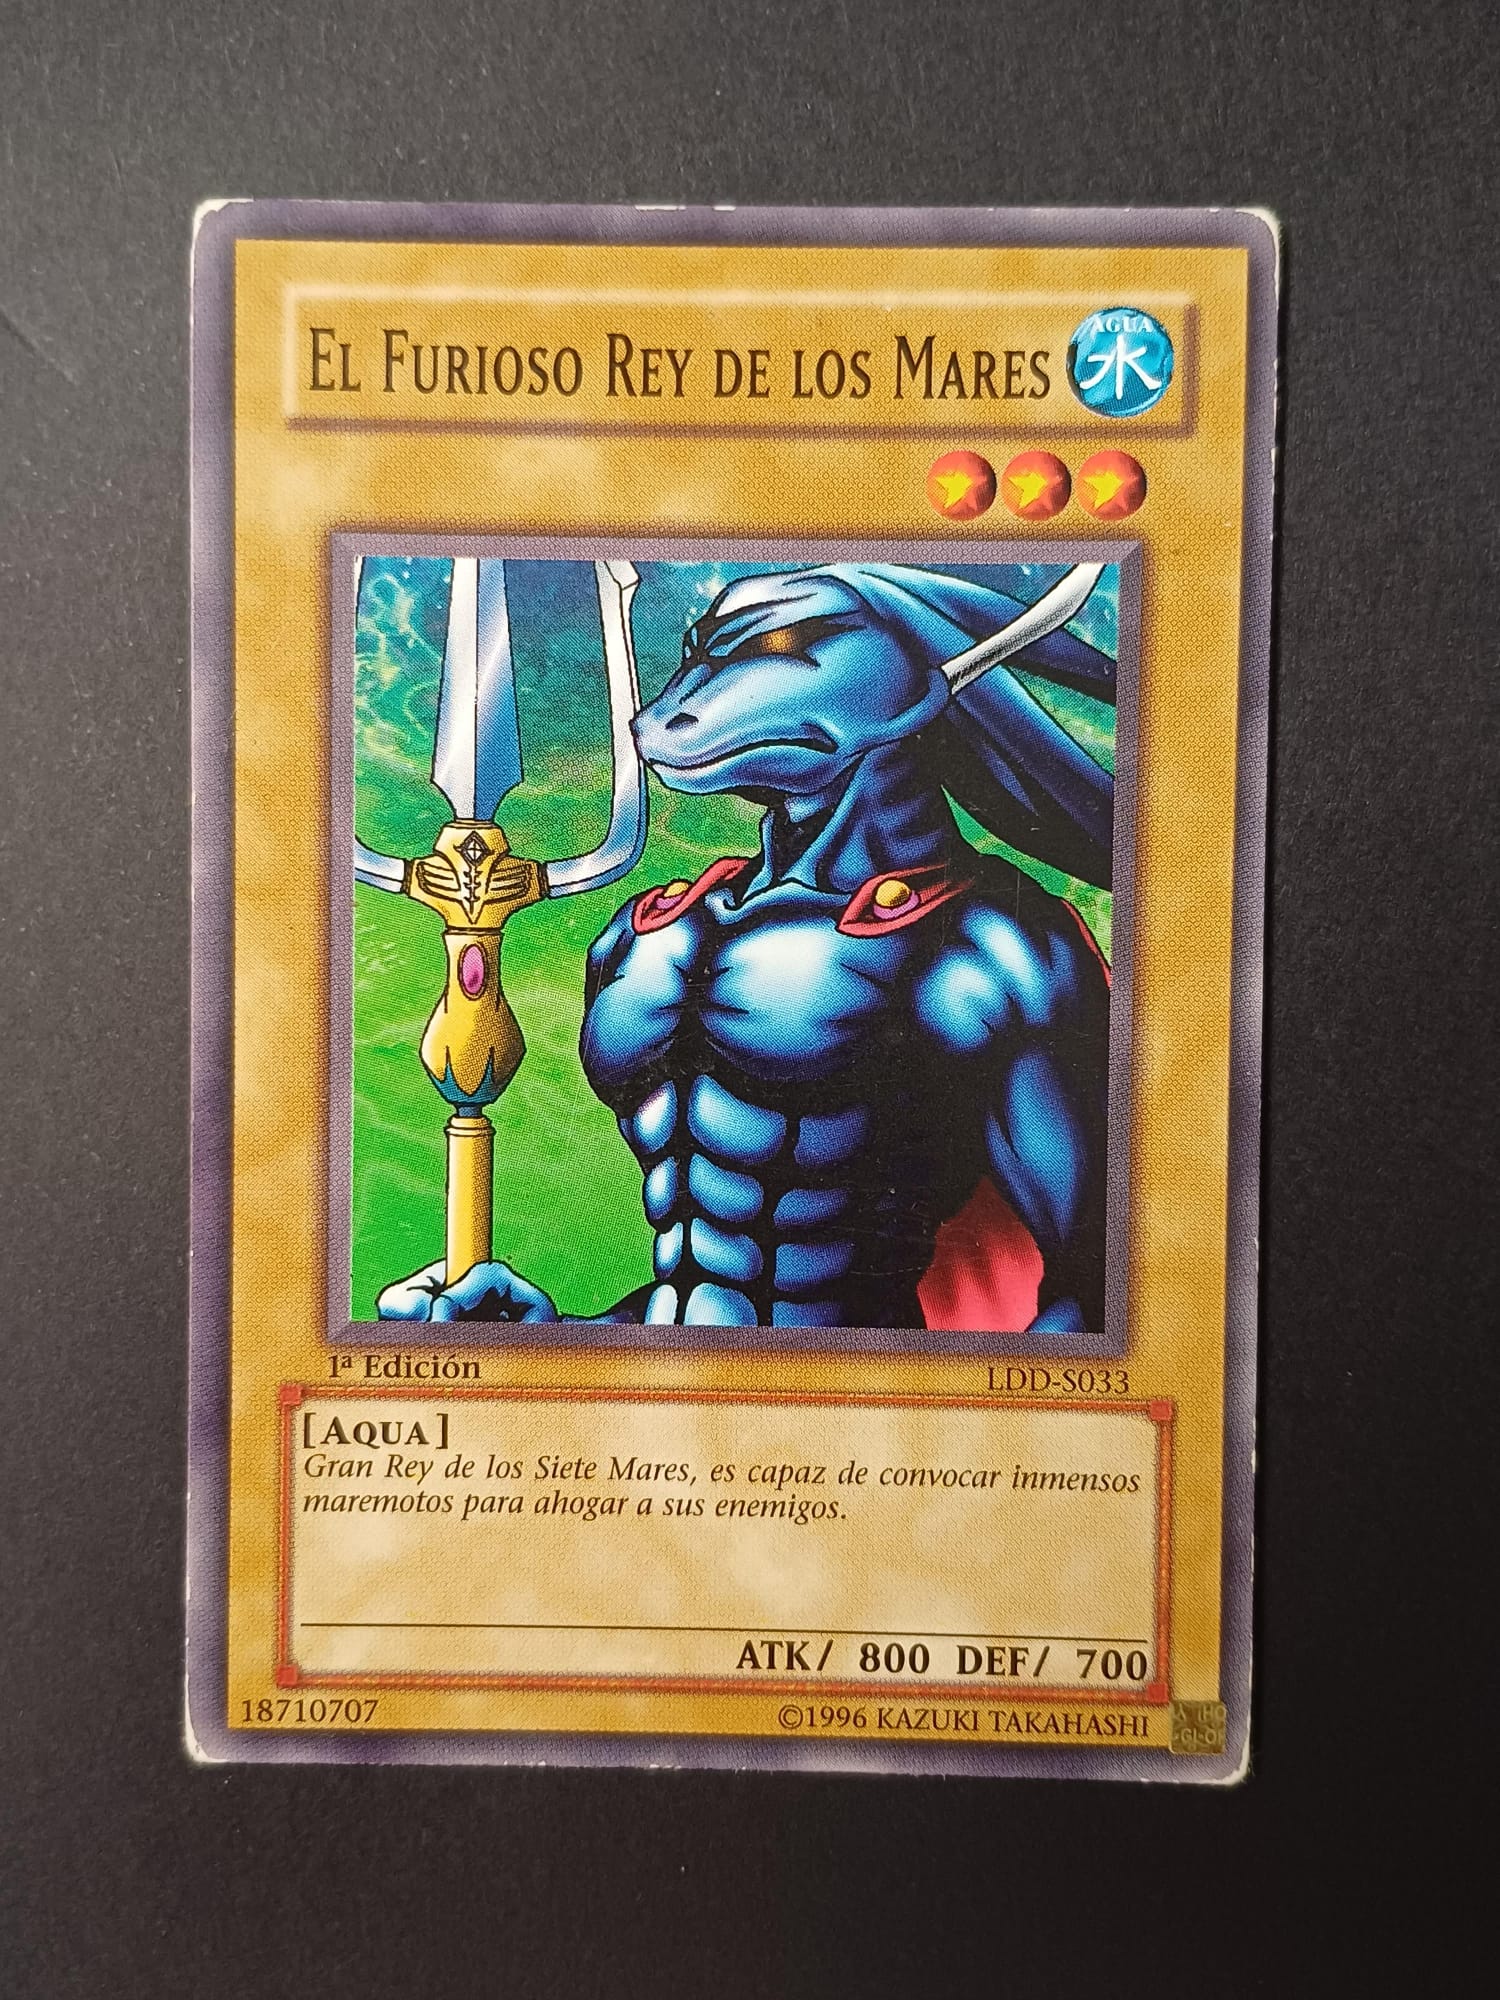 El Furioso Rey de los Mares
AGUA
水
1ª Edición
LDD-S033
[Aqua]
Gran Rey de los Siete Mares, es capaz de convocar inmensos
maremotos para ahogar a sus enemigos.
ATK/ 800 DEF/ 700
18710707
©1996 KAZUKI TAKAHASHI